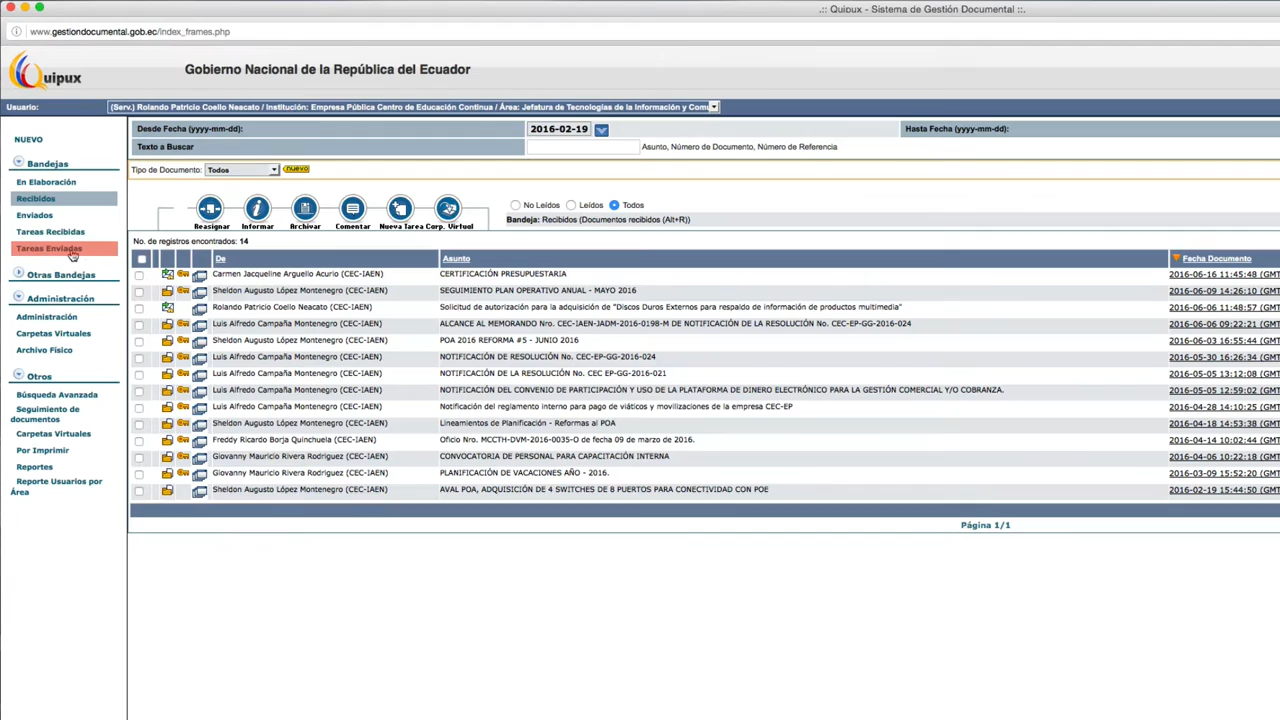 .:: Quipux - Sistema de Gestión Documental ::.
www.gestiondocumental.gob.ec/index_frames.php
Quipux
Gobierno Nacional de la República del Ecuador
Usuario: (Serv.) Rolando Patricio Coello Neacato / Institución: Empresa Pública Centro de Educación Continua / Área: Jefatura de Tecnologías de la Información y Comu
NUEVO
Bandejas
En Elaboración
Recibidos
Enviados
Tareas Recibidas
Tareas Enviadas
Otras Bandejas
Administración
Administración
Carpetas Virtuales
Archivo Físico
Otros
Búsqueda Avanzada
Seguimiento de
documentos
Carpetas Virtuales
Por Imprimir
Reportes
Reporte Usuarios por
Área
Desde Fecha (yyyy-mm-dd): 2016-02-19 Hasta Fecha (yyyy-mm-dd):
Texto a Buscar Asunto, Número de Documento, Número de Referencia
Tipo de Documento: Todos nuevo
No Leídos Leídos Todos
Bandeja: Recibidos (Documentos recibidos (Alt+R))
Reasignar Informar Archivar Comentar Nueva Tarea Carp. Virtual
No. de registros encontrados: 14
De Asunto Fecha Documento
Carmen Jacqueline Arguello Acurio (CEC-IAEN) CERTIFICACIÓN PRESUPUESTARIA 2016-06-16 11:45:48 (GMT
Sheldon Augusto López Montenegro (CEC-IAEN) SEGUIMIENTO PLAN OPERATIVO ANUAL - MAYO 2016 2016-06-09 14:26:10 (GMT
Rolando Patricio Coello Neacato (CEC-IAEN) Solicitud de autorización para la adquisición de "Discos Duros Externos para respaldo de información de productos multimedia" 2016-06-06 11:48:57 (GMT
Luis Alfredo Campaña Montenegro (CEC-IAEN) ALCANCE AL MEMORANDO Nro. CEC-IAEN-JADM-2016-0198-M DE NOTIFICACIÓN DE LA RESOLUCIÓN No. CEC-EP-GG-2016-024 2016-06-06 09:22:21 (GMT
Sheldon Augusto López Montenegro (CEC-IAEN) POA 2016 REFORMA #5 - JUNIO 2016 2016-06-03 16:55:44 (GMT
Luis Alfredo Campaña Montenegro (CEC-IAEN) NOTIFICACIÓN DE RESOLUCIÓN No. CEC-EP-GG-2016-024 2016-05-30 16:26:34 (GMT
Luis Alfredo Campaña Montenegro (CEC-IAEN) NOTIFICACIÓN DE LA RESOLUCIÓN No. CEC EP-GG-2016-021 2016-05-05 13:12:08 (GMT
Luis Alfredo Campaña Montenegro (CEC-IAEN) NOTIFICACIÓN DEL CONVENIO DE PARTICIPACIÓN Y USO DE LA PLATAFORMA DE DINERO ELECTRÓNICO PARA LA GESTIÓN COMERCIAL Y/O COBRANZA. 2016-05-05 12:59:02 (GMT
Luis Alfredo Campaña Montenegro (CEC-IAEN) Notificación del reglamento interno para pago de viáticos y movilizaciones de la empresa CEC-EP 2016-04-28 14:10:25 (GMT
Sheldon Augusto López Montenegro (CEC-IAEN) Lineamientos de Planificación - Reformas al POA 2016-04-18 14:53:38 (GMT
Freddy Ricardo Borja Quinchuela (CEC-IAEN) Oficio Nro. MCCTH-DVM-2016-0035-O de fecha 09 de marzo de 2016. 2016-04-14 10:02:44 (GMT
Giovanny Mauricio Rivera Rodriguez (CEC-IAEN) CONVOCATORIA DE PERSONAL PARA CAPACITACIÓN INTERNA 2016-04-06 10:22:18 (GMT
Giovanny Mauricio Rivera Rodriguez (CEC-IAEN) PLANIFICACIÓN DE VACACIONES AÑO - 2016. 2016-03-09 15:52:20 (GMT
Sheldon Augusto López Montenegro (CEC-IAEN) AVAL POA, ADQUISICIÓN DE 4 SWITCHES DE 8 PUERTOS PARA CONECTIVIDAD CON POE 2016-02-19 15:44:50 (GMT
Página 1/1